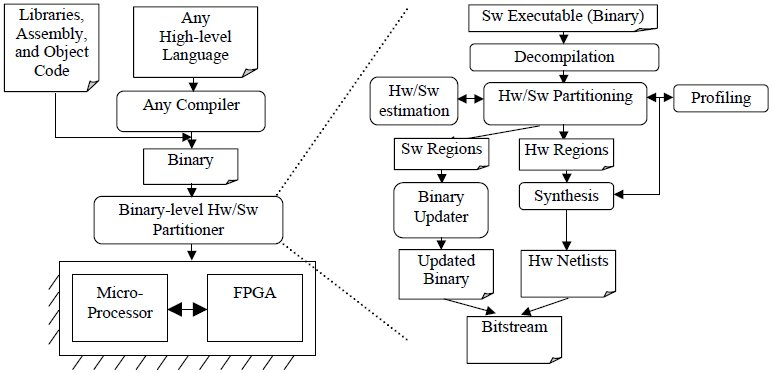 Libraries,
Assembly,
and Object
Code
Any
High-level
Language
Any Compiler
Binary
Binary-level Hw/Sw
Partitioner
Micro-
Processor
FPGA
Sw Executable (Binary)
Decompilation
Hw/Sw
estimation
Hw/Sw Partitioning
Profiling
Sw Regions
Hw Regions
Binary
Updater
Synthesis
Updated
Binary
Hw Netlists
Bitstream